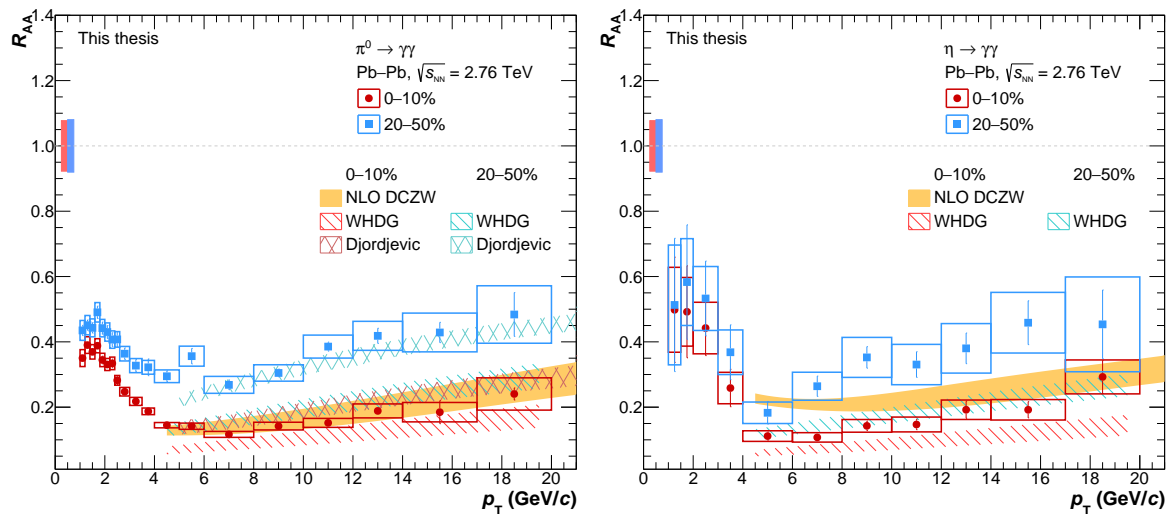 R_AA
1.4
1.2
1.0
0.8
0.6
0.4
0.2
This thesis
π⁰ → γγ
Pb–Pb, √s_NN = 2.76 TeV
0–10%
20–50%
0–10% 20–50%
NLO DCZW
WHDG WHDG
Djordjevic Djordjevic
0 2 4 6 8 10 12 14 16 18 20
p_T (GeV/c)
R_AA
1.4
1.2
1.0
0.8
0.6
0.4
0.2
This thesis
η → γγ
Pb–Pb, √s_NN = 2.76 TeV
0–10%
20–50%
0–10% 20–50%
NLO DCZW
WHDG WHDG
0 2 4 6 8 10 12 14 16 18 20
p_T (GeV/c)